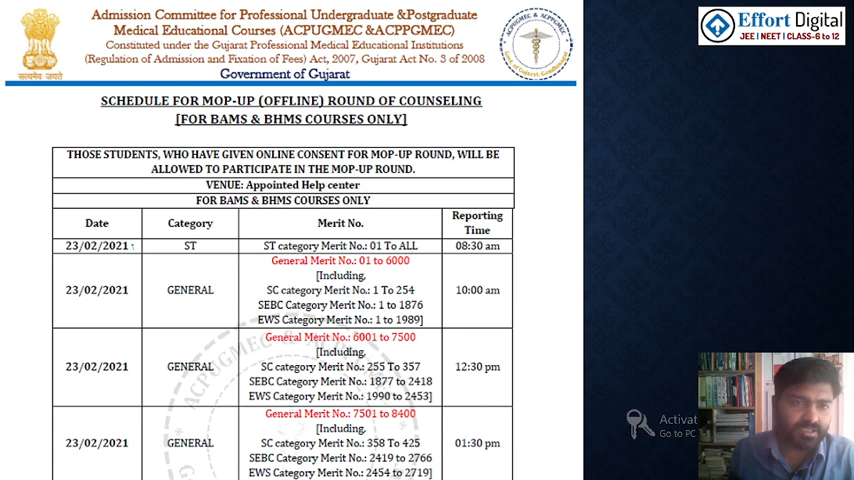 Admission Committee for Professional Undergraduate &Postgraduate
Medical Educational Courses (ACPUGMEC &ACPPGMEC)
Constituted under the Gujarat Professional Medical Educational Institutions
(Regulation of Admission and Fixation of Fees) Act, 2007, Gujarat Act No. 3 of 2008
Government of Gujarat
सत्यमेव जयते
Effort Digital
JEE | NEET | CLASS-6 to 12
SCHEDULE FOR MOP-UP (OFFLINE) ROUND OF COUNSELING
[FOR BAMS & BHMS COURSES ONLY]
THOSE STUDENTS, WHO HAVE GIVEN ONLINE CONSENT FOR MOP-UP ROUND, WILL BE
ALLOWED TO PARTICIPATE IN THE MOP-UP ROUND.
VENUE: Appointed Help center
FOR BAMS & BHMS COURSES ONLY
Date Category Merit No. Reporting Time
23/02/2021 ST ST category Merit No.: 01 To ALL 08:30 am
General Merit No.: 01 to 6000
[Including,
23/02/2021 GENERAL SC category Merit No.: 1 To 254 10:00 am
SEBC Category Merit No.: 1 to 1876
EWS Category Merit No.: 1 to 1989]
General Merit No.: 6001 to 7500
[Including,
23/02/2021 GENERAL SC category Merit No.: 255 To 357 12:30 pm
SEBC Category Merit No.: 1877 to 2418
EWS Category Merit No.: 1990 to 2453]
General Merit No.: 7501 to 8400
[Including,
23/02/2021 GENERAL SC category Merit No.: 358 To 425 01:30 pm
SEBC Category Merit No.: 2419 to 2766
EWS Category Merit No.: 2454 to 2719]
ACPUGMEC & ACPPGMEC
Activat
Go to PC